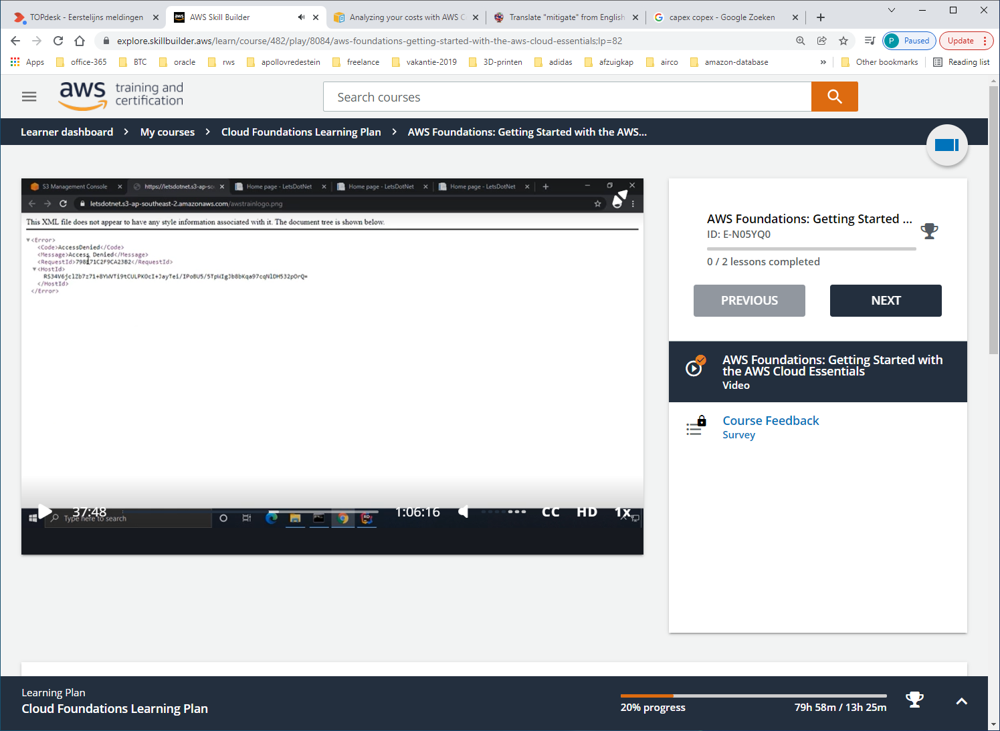 TOPdesk - Eerstelijns meldingen
AWS Skill Builder
Analyzing your costs with AWS C
Translate "mitigate" from English
capex copex - Google Zoeken
explore.skillbuilder.aws/learn/course/482/play/8084/aws-foundations-getting-started-with-the-aws-cloud-essentials;lp=82
P Paused
Update
Apps
office-365
BTC
oracle
rws
apollovredestein
freelance
vakantie-2019
3D-printen
adidas
afzuigkap
airco
amazon-database
»
Other bookmarks
Reading list
aws training and certification
Search courses
Learner dashboard > My courses > Cloud Foundations Learning Plan > AWS Foundations: Getting Started with the AWS...
S3 Management Console
https://letsdotnet.s3-ap-so
Home page - LetsDotNet
Home page - LetsDotNet
Home page - LetsDotNet
letsdotnet.s3-ap-southeast-2.amazonaws.com/awstrainlogo.png
This XML file does not appear to have any style information associated with it. The document tree is shown below.
<Error>
<Code>AccessDenied</Code>
<Message>Access Denied</Message>
</RequestId>
<HostId>
</HostId>
</Error>
37:48
1:06:16
CC
HD
1x
Type here to search
AWS Foundations: Getting Started ...
ID: E-N05YQ0
0 / 2 lessons completed
PREVIOUS
NEXT
AWS Foundations: Getting Started with
the AWS Cloud Essentials
Video
Course Feedback
Survey
Learning Plan
Cloud Foundations Learning Plan
20% progress
79h 58m / 13h 25m